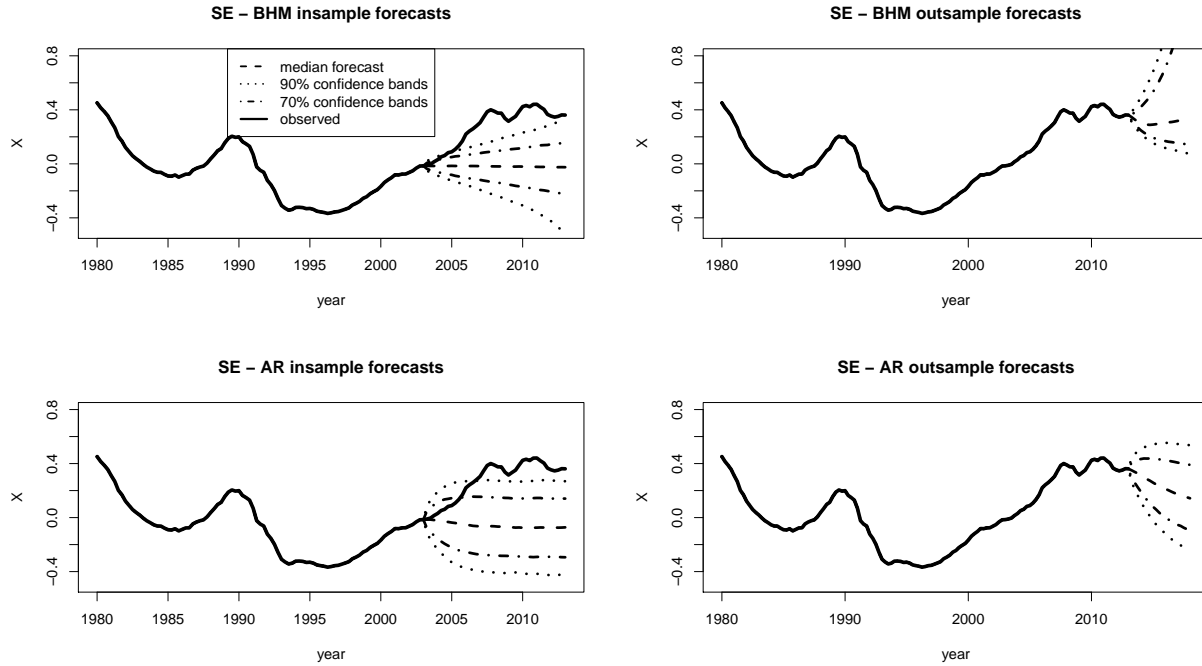 SE − BHM insample forecasts
0.8
0.4
0.0
−0.4
X
median forecast
90% confidence bands
70% confidence bands
observed
1980 1985 1990 1995 2000 2005 2010
year
SE − BHM outsample forecasts
0.8
0.4
0.0
−0.4
X
1980 1990 2000 2010
year
SE − AR insample forecasts
0.8
0.4
0.0
−0.4
X
1980 1985 1990 1995 2000 2005 2010
year
SE − AR outsample forecasts
0.8
0.4
0.0
−0.4
X
1980 1990 2000 2010
year